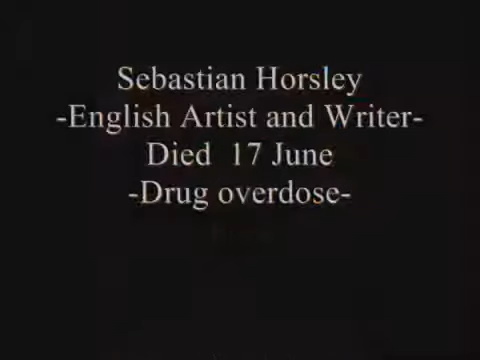 Sebastian Horsley
-English Artist and Writer-
Died 17 June
-Drug overdose-